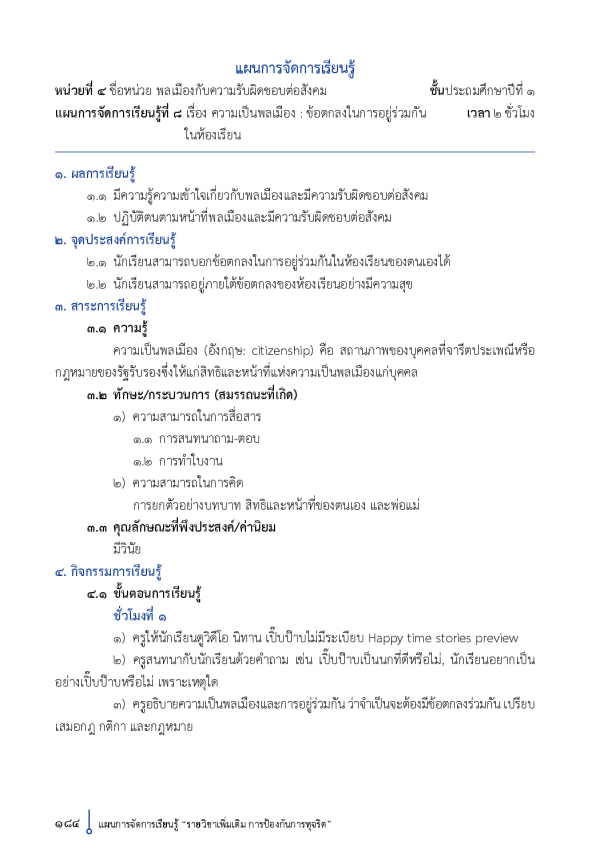 แผนการจัดการเรียนรู้
หน่วยที่ ๔ ชื่อหน่วย พลเมืองกับความรับผิดชอบต่อสังคม ชั้นประถมศึกษาปีที่ ๑
แผนการจัดการเรียนรู้ที่ ๘ เรื่อง ความเป็นพลเมือง : ข้อตกลงในการอยู่ร่วมกัน เวลา ๒ ชั่วโมง
ในห้องเรียน
๑. ผลการเรียนรู้
๑.๑ มีความรู้ความเข้าใจเกี่ยวกับพลเมืองและมีความรับผิดชอบต่อสังคม
๑.๒ ปฏิบัติตนตามหน้าที่พลเมืองและมีความรับผิดชอบต่อสังคม
๒. จุดประสงค์การเรียนรู้
๒.๑ นักเรียนสามารถบอกข้อตกลงในการอยู่ร่วมกันในห้องเรียนของตนเองได้
๒.๒ นักเรียนสามารถอยู่ภายใต้ข้อตกลงของห้องเรียนอย่างมีความสุข
๓. สาระการเรียนรู้
๓.๑ ความรู้
ความเป็นพลเมือง (อังกฤษ: citizenship) คือ สถานภาพของบุคคลที่จารีตประเพณีหรือ
กฎหมายของรัฐรับรองซึ่งให้แก่สิทธิและหน้าที่แห่งความเป็นพลเมืองแก่บุคคล
๓.๒ ทักษะ/กระบวนการ (สมรรถนะที่เกิด)
๑) ความสามารถในการสื่อสาร
๑.๑ การสนทนาถาม-ตอบ
๑.๒ การทำใบงาน
๒) ความสามารถในการคิด
การยกตัวอย่างบทบาท สิทธิและหน้าที่ของตนเอง และพ่อแม่
๓.๓ คุณลักษณะที่พึงประสงค์/ค่านิยม
มีวินัย
๔. กิจกรรมการเรียนรู้
๔.๑ ขั้นตอนการเรียนรู้
ชั่วโมงที่ ๑
๑) ครูให้นักเรียนดูวิดีโอ นิทาน เปิ๊บป๊าบไม่มีระเบียบ Happy time stories preview
๒) ครูสนทนากับนักเรียนด้วยคำถาม เช่น เปิ๊บป๊าบเป็นนกที่ดีหรือไม่, นักเรียนอยากเป็น
อย่างเปิ๊บป๊าบหรือไม่ เพราะเหตุใด
๓) ครูอธิบายความเป็นพลเมืองและการอยู่ร่วมกัน ว่าจำเป็นจะต้องมีข้อตกลงร่วมกัน เปรียบ
เสมอกฎ กติกา และกฎหมาย
๑๘๔ แผนการจัดการเรียนรู้ “รายวิชาเพิ่มเติม การป้องกันการทุจริต”